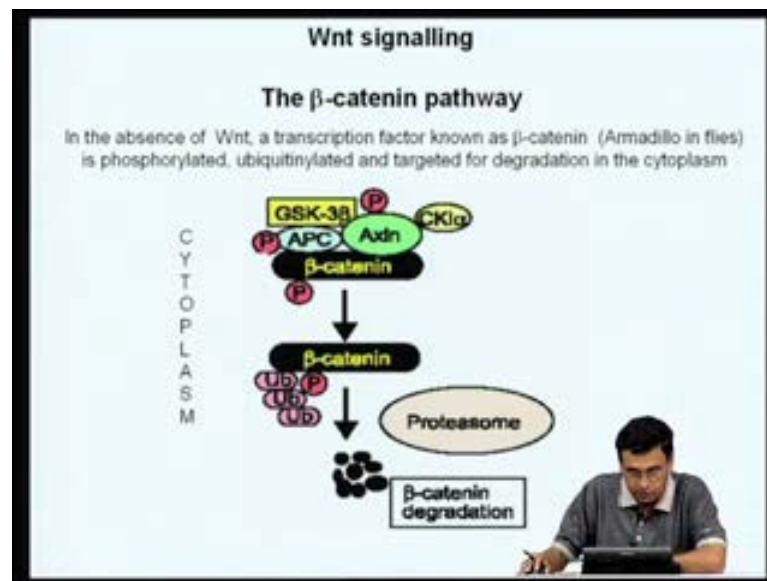 Wnt signalling
The β-catenin pathway
In the absence of Wnt, a transcription factor known as β-catenin (Armadillo in flies)
is phosphorylated, ubiquitinylated and targeted for degradation in the cytoplasm
CYTOPLASM
P
GSK-3β
CKIα
P APC
Axin
β-catenin
P
β-catenin
Ub P
Ub
Ub
Proteasome
β-catenin
degradation